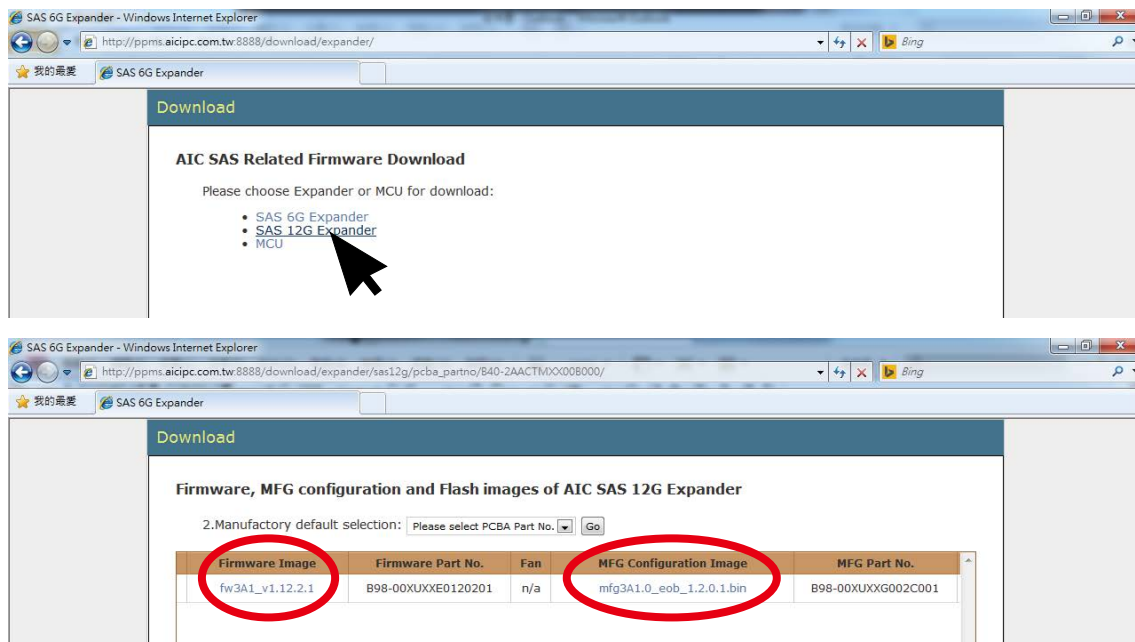 SAS 6G Expander - Windows Internet Explorer
http://ppms.aicipc.com.tw:8888/download/expander/
Bing
我的最愛 SAS 6G Expander
Download
AIC SAS Related Firmware Download
Please choose Expander or MCU for download:
• SAS 6G Expander
• SAS 12G Expander
• MCU
SAS 6G Expander - Windows Internet Explorer
http://ppms.aicipc.com.tw:8888/download/expander/sas12g/pcba_partno/B40-2AACTMXX00B000/
Bing
我的最愛 SAS 6G Expander
Download
Firmware, MFG configuration and Flash images of AIC SAS 12G Expander
2.Manufactory default selection: Please select PCBA Part No. Go
Firmware Image Firmware Part No. Fan MFG Configuration Image MFG Part No.
fw3A1_v1.12.2.1 B98-00XUXXE0120201 n/a mfg3A1.0_eob_1.2.0.1.bin B98-00XUXXG002C001